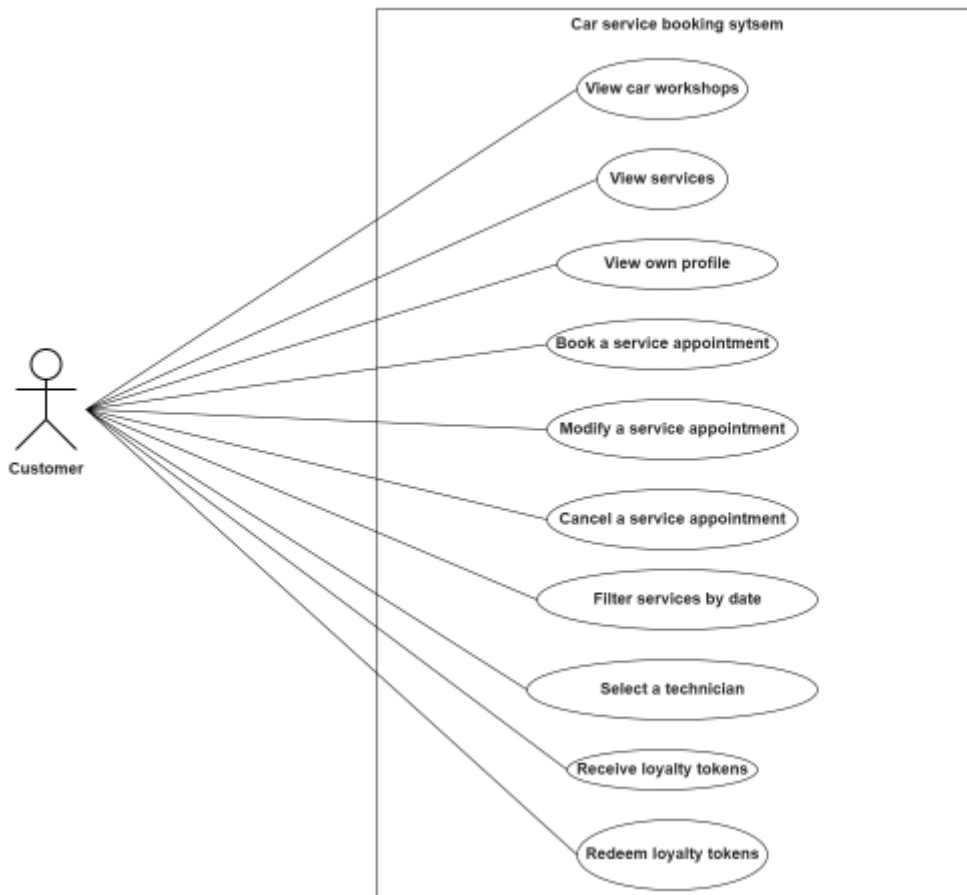 Car service booking sytsem
View car workshops
View services
View own profile
Book a service appointment
Modify a service appointment
Customer
Cancel a service appointment
Filter services by date
Select a technician
Receive loyalty tokens
Redeem loyalty tokens